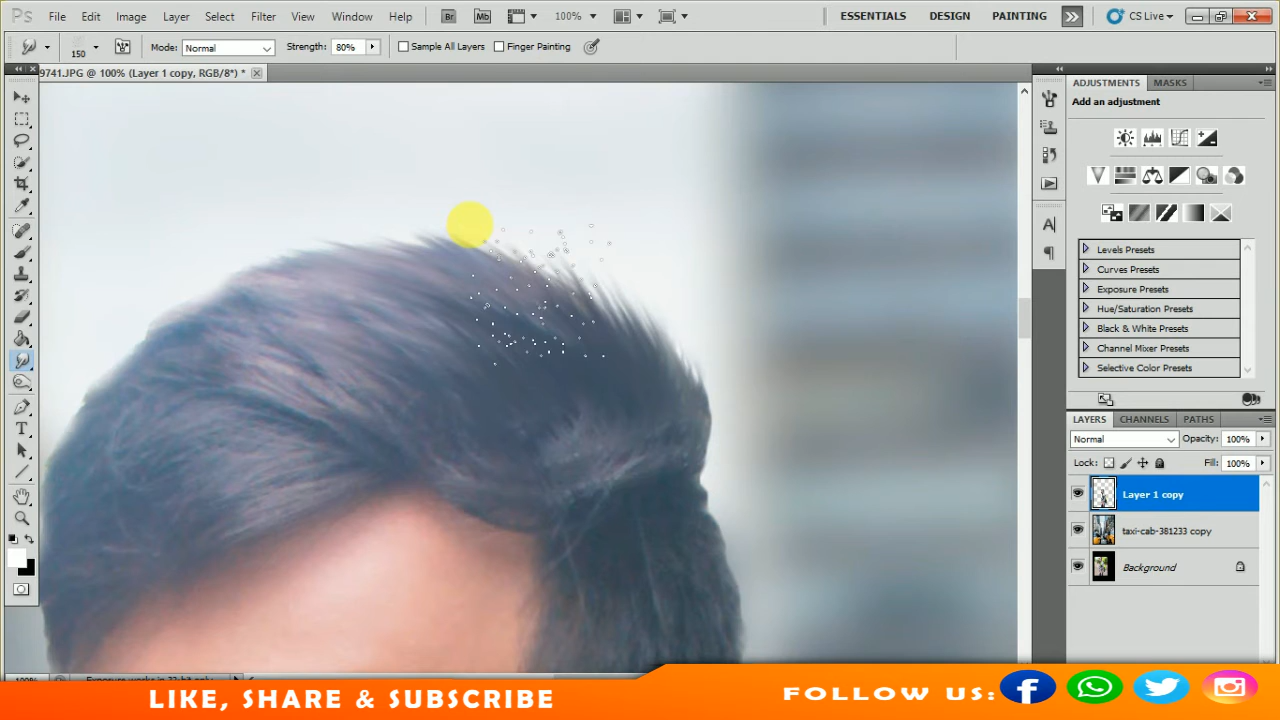 Ps File Edit Image Layer Select Filter View Window Help Br Mb 100% ESSENTIALS DESIGN PAINTING CS Live
150 Mode: Normal Strength: 80% Sample All Layers Finger Painting
9741.JPG @ 100% (Layer 1 copy, RGB/8*) *
ADJUSTMENTS MASKS
Add an adjustment
Levels Presets
Curves Presets
Exposure Presets
Hue/Saturation Presets
Black & White Presets
Channel Mixer Presets
Selective Color Presets
LAYERS CHANNELS PATHS
Normal Opacity: 100%
Lock: Fill: 100%
Layer 1 copy
taxi-cab-381233 copy
Background
100% Exposure works in 32-bit only
LIKE, SHARE & SUBSCRIBE
FOLLOW US: